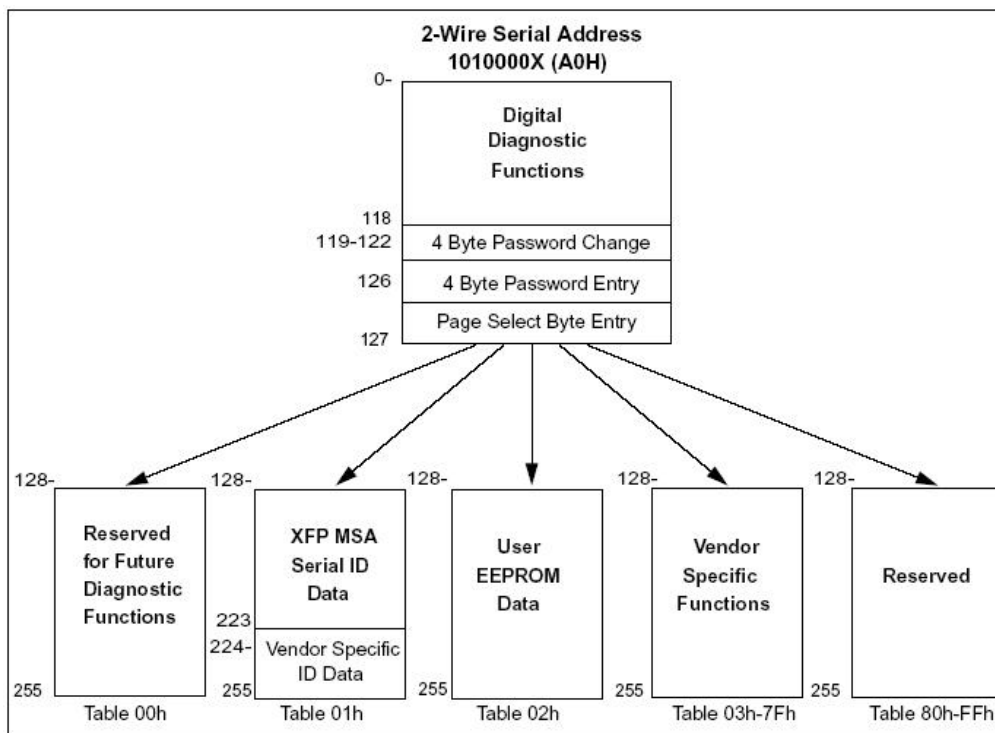 2-Wire Serial Address
1010000X (A0H)
0-
Digital
Diagnostic
Functions
118
119-122
4 Byte Password Change
126
4 Byte Password Entry
Page Select Byte Entry
127
128-
Reserved
for Future
Diagnostic
Functions
255
Table 00h
128-
XFP MSA
Serial ID
Data
223
224-
Vendor Specific
ID Data
255
Table 01h
128-
User
EEPROM
Data
255
Table 02h
128-
Vendor
Specific
Functions
255
Table 03h-7Fh
128-
Reserved
255
Table 80h-FFh